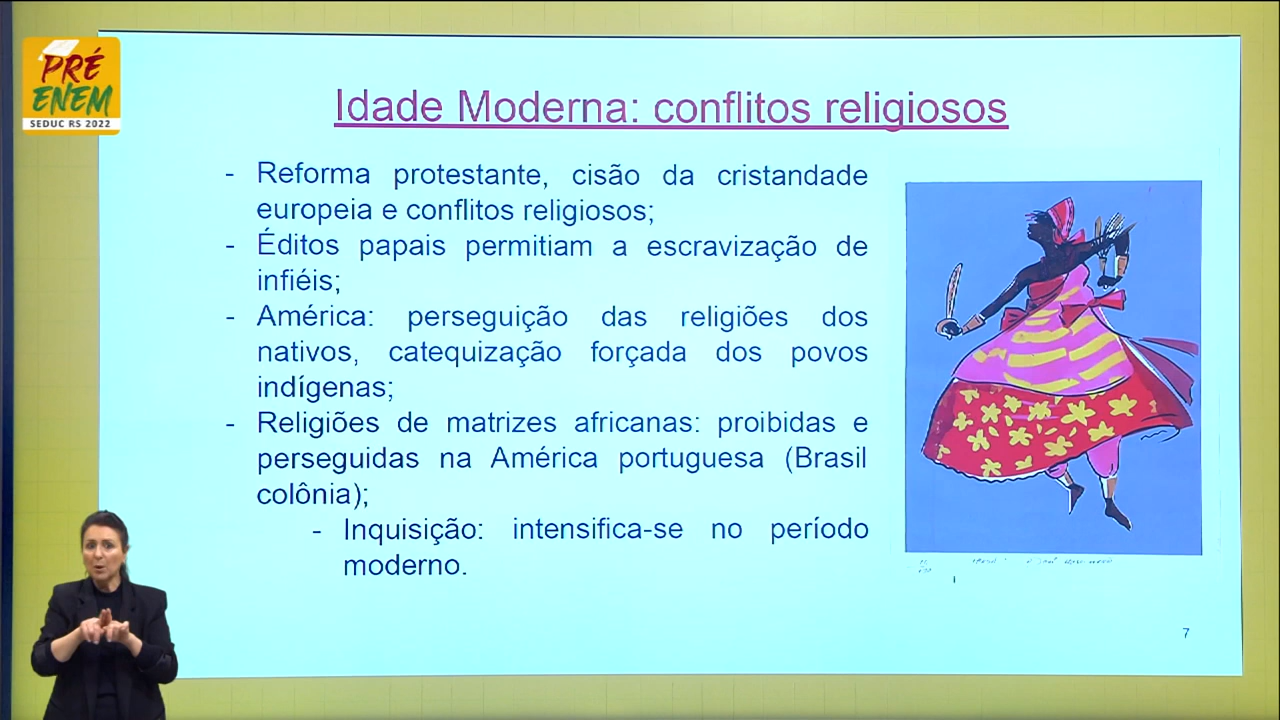 PRÉ
ENEM
SEDUC RS 2022
Idade Moderna: conflitos religiosos
- Reforma protestante, cisão da cristandade
europeia e conflitos religiosos;
- Éditos papais permitiam a escravização de
infiéis;
- América: perseguição das religiões dos
nativos, catequização forçada dos povos
indígenas;
- Religiões de matrizes africanas: proibidas e
perseguidas na América portuguesa (Brasil
colônia);
- Inquisição: intensifica-se no período
moderno.
7